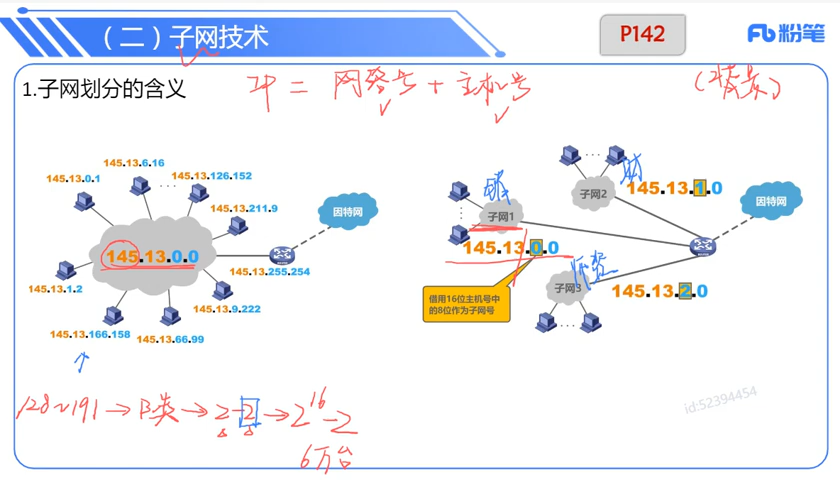 （二）子网技术
P142
粉笔
1.子网划分的含义
IP = 网络号 + 主机号
(背景)
145.13.6.16
145.13.0.1
145.13.126.152
145.13.211.9
因特网
145.13.0.0
145.13.255.254
145.13.1.2
145.13.9.222
145.13.166.158
145.13.66.99
子网2
145.13.1.0
因特网
子网1
145.13.0.0
子网3
145.13.2.0
借用16位主机号中
的8位作为子网号
128~191→B类→2-2→2^16-2
6万台
id:52394454